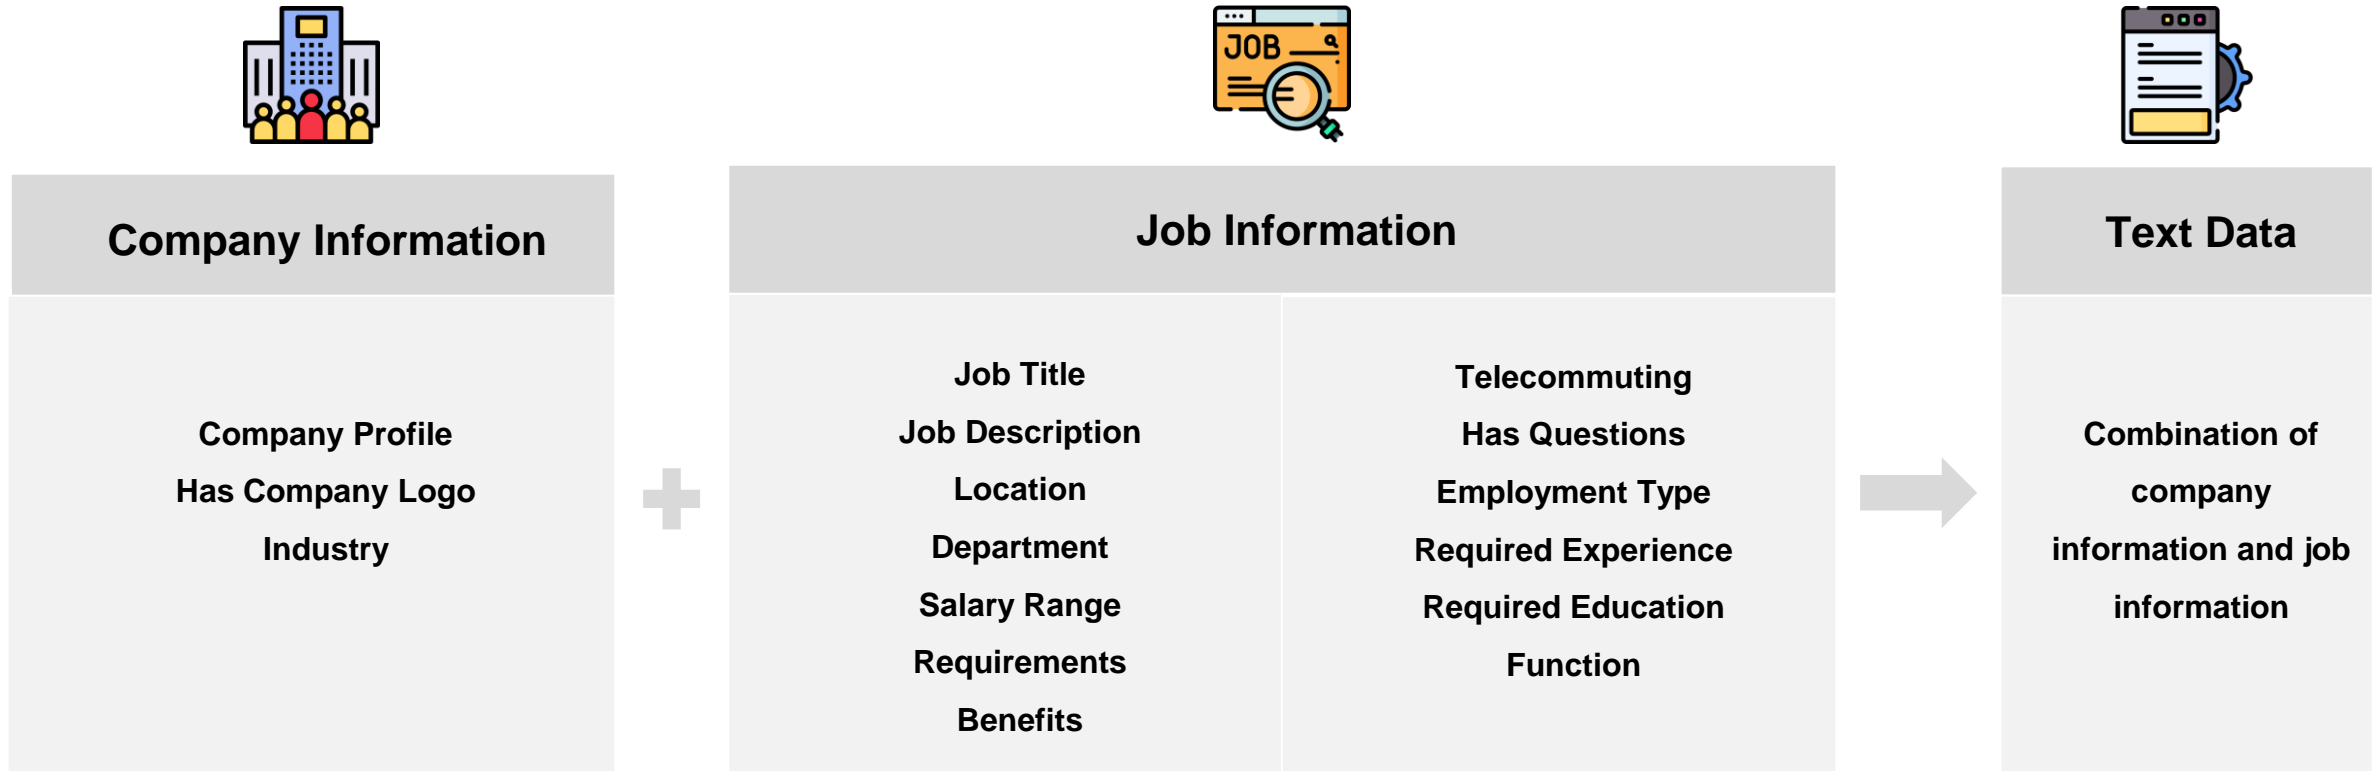 JOB
Company Information
Company Profile
Has Company Logo
Industry
Job Information
Job Title
Job Description
Location
Department
Salary Range
Requirements
Benefits
Telecommuting
Has Questions
Employment Type
Required Experience
Required Education
Function
Text Data
Combination of
company
information and job
information